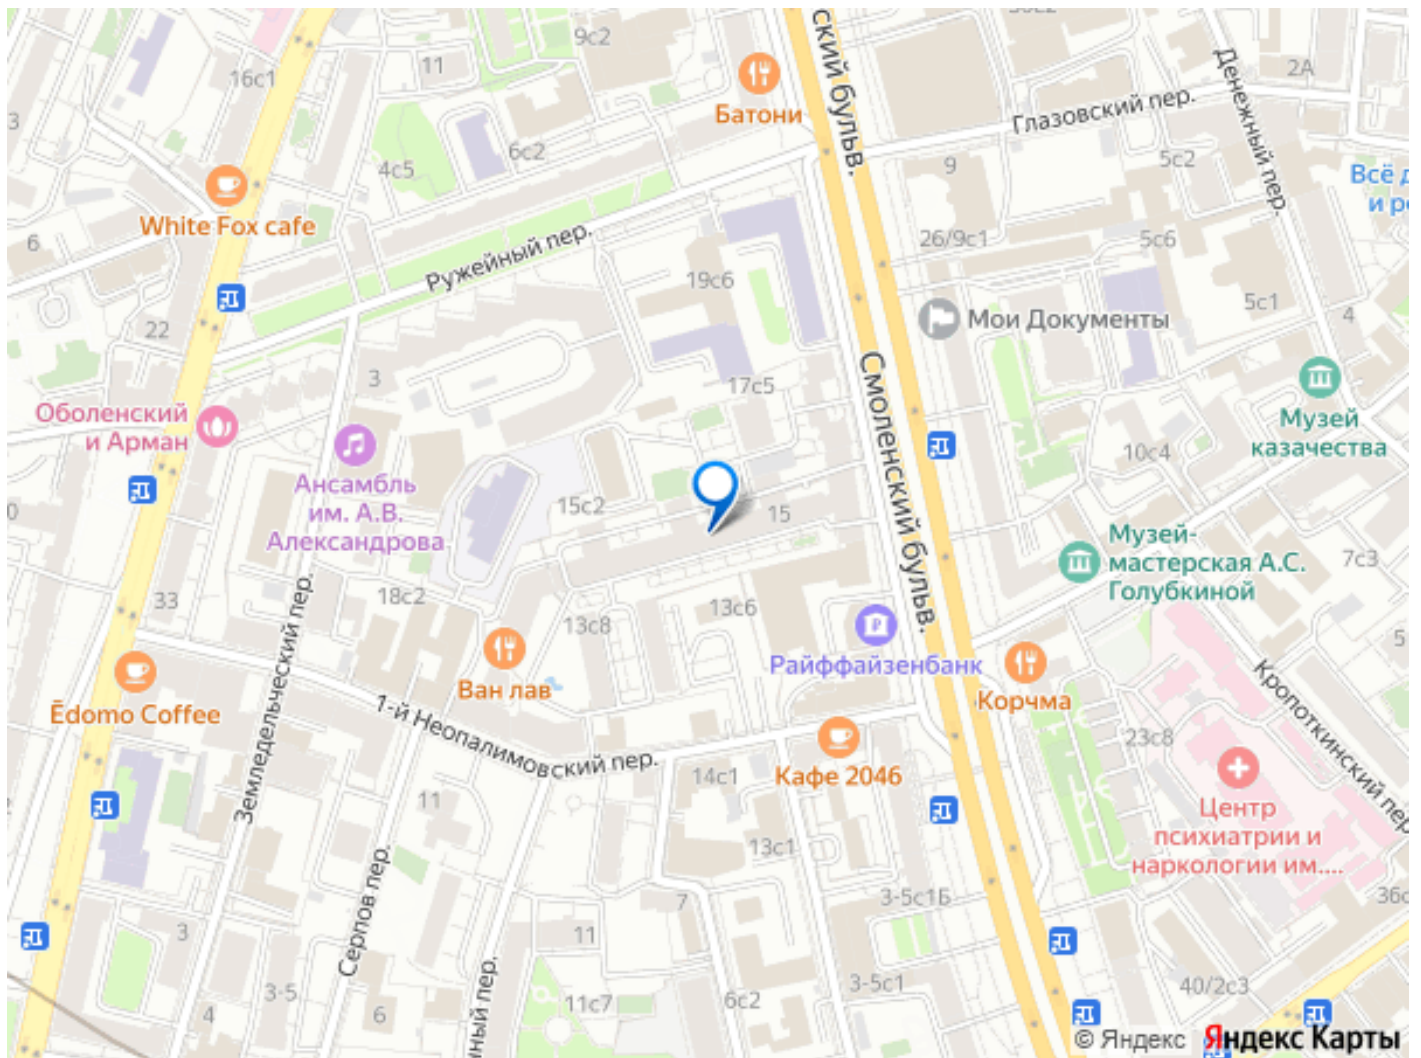 ский бульв.
9с2
11
16с1
Батони
2А
Денежный пер.
Глазовский пер.
3
6с2
4с5
9
5с2
Всё д
White Fox cafe
6
Ружейный пер.
26/9с1
5с6
19с6
5с1
4
22
Мои Документы
3
17с5
Смоленский бульв.
Музей
казачества
Оболенский
и Арман
10с4
Ансамбль
им. А.В.
Александрова
15с2
15
Музей-
мастерская А.С.
Голубкиной
7с3
33
18с2
13с8
13с6
Земледельческий пер.
Райффайзенбанк
5
Ван лав
Корчма
Кропоткинский пер.
Ēdomo Coffee
1-й Неопалимовский пер.
23с8
14с1
Кафе 2046
11
Центр
психиатрии и
наркологии им....
13с1
Серпов пер.
7
3-5с1Б
36с
3
11
3-5
11с7
6с2
3-5с1
40/2с3
4
6
нный пер.
© Яндекс Яндекс Карты